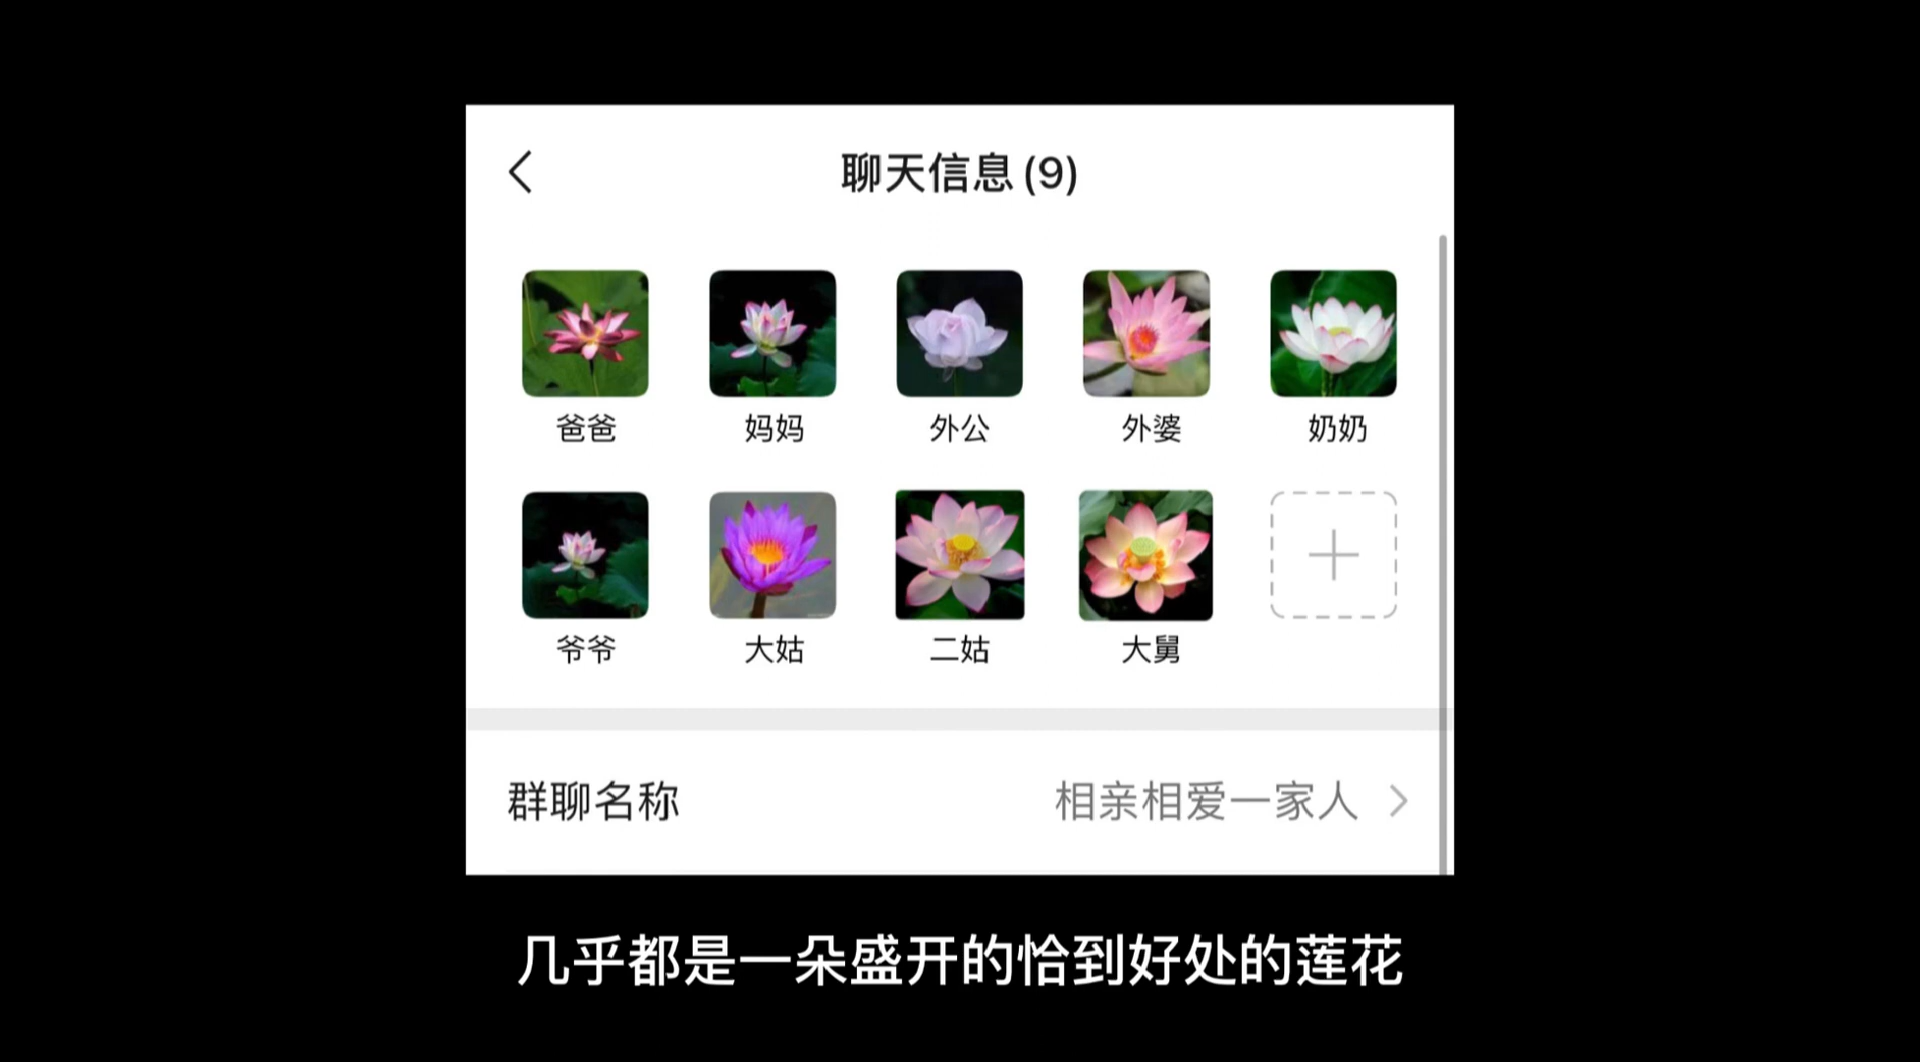 聊天信息(9)
爸爸 妈妈 外公 外婆 奶奶
爷爷 大姑 二姑 大舅
群聊名称 相亲相爱一家人
几乎都是一朵盛开的恰到好处的莲花